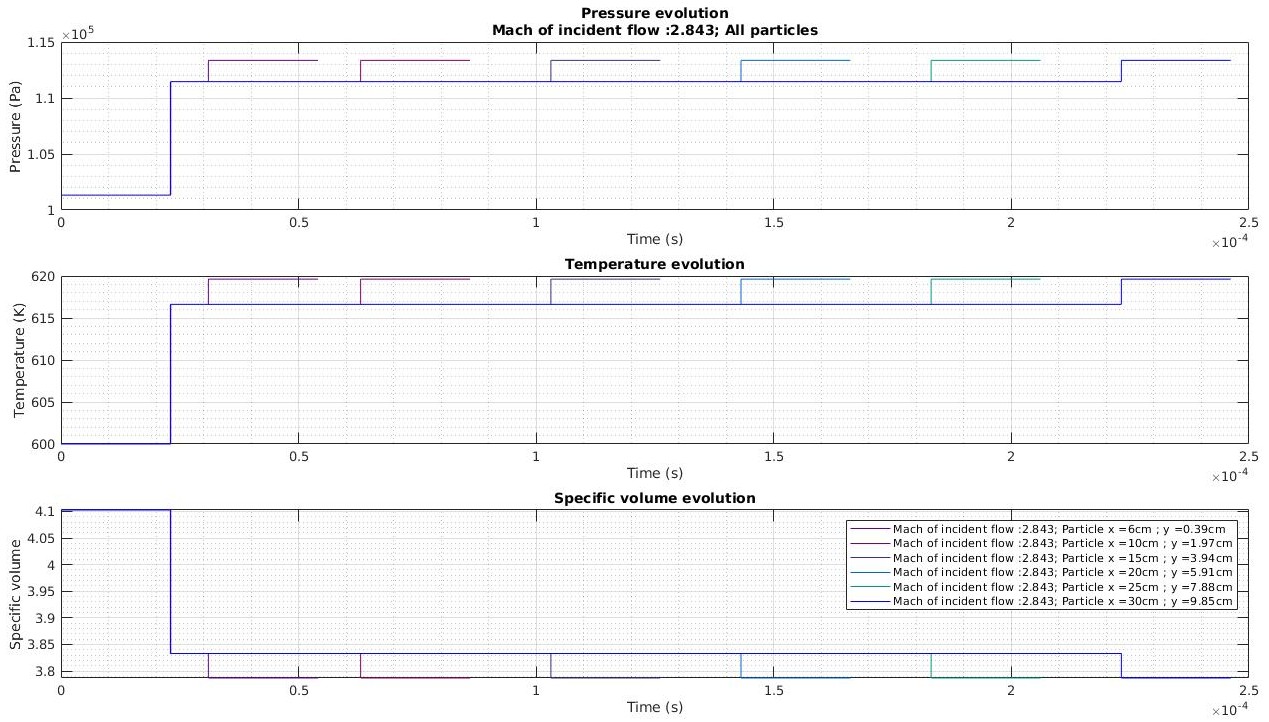 Pressure evolution
Mach of incident flow :2.843; All particles
×10⁵
1.15
1.1
1.05
1
Pressure (Pa)
0 0.5 1 1.5 2 2.5
Time (s)
×10⁻⁴
Temperature evolution
620
615
610
605
600
Temperature (K)
0 0.5 1 1.5 2 2.5
Time (s)
×10⁻⁴
Specific volume evolution
4.1
4.05
4
3.95
3.9
3.85
3.8
Specific volume
Mach of incident flow :2.843; Particle x =6cm ; y =0.39cm
Mach of incident flow :2.843; Particle x =10cm ; y =1.97cm
Mach of incident flow :2.843; Particle x =15cm ; y =3.94cm
Mach of incident flow :2.843; Particle x =20cm ; y =5.91cm
Mach of incident flow :2.843; Particle x =25cm ; y =7.88cm
Mach of incident flow :2.843; Particle x =30cm ; y =9.85cm
0 0.5 1 1.5 2 2.5
Time (s)
×10⁻⁴